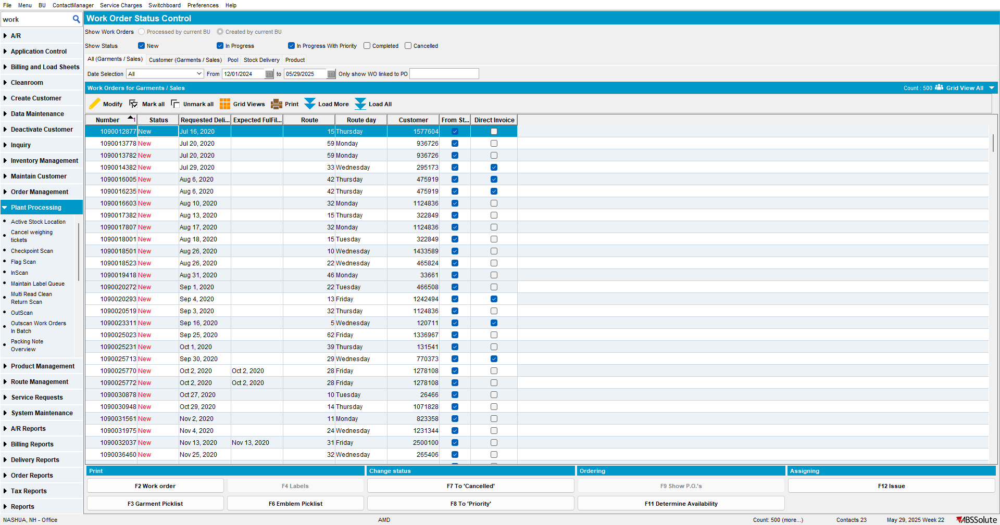 File Menu BU ContactManager Service Charges Switchboard Preferences Help
work
A/R
Application Control
Billing and Load Sheets
Cleanroom
Create Customer
Data Maintenance
Deactivate Customer
Inquiry
Inventory Management
Maintain Customer
Order Management
Plant Processing
Active Stock Location
Cancel weighing
tickets
Checkpoint Scan
Flag Scan
InScan
Maintain Label Queue
Multi Read Clean
Return Scan
OutScan
Outscan Work Orders
In Batch
Packing Note
Overview
Product Management
Route Management
Service Requests
System Maintenance
A/R Reports
Billing Reports
Delivery Reports
Order Reports
Tax Reports
Reports
Work Order Status Control
Show Work Orders Processed by current BU Created by current BU
Show Status New In Progress In Progress With Priority Completed Cancelled
All (Garments / Sales) Customer (Garments / Sales) Pool Stock Delivery Product
Date Selection All From 12/01/2024 16 to 05/29/2025 16 Only show WO linked to PO
Work Orders for Garments / Sales Count : 500 Grid View All
Modify Mark all Unmark all Grid Views Print Load More Load All
Number 1 Status Requested Deli... Expected FulFil... Route Route day Customer From St... Direct Invoice
1090012877 New Jul 16, 2020 15 Thursday 1577604
1090013778 New Jul 20, 2020 59 Monday 936726
1090013782 New Jul 20, 2020 59 Monday 936726
1090014382 New Jul 29, 2020 33 Wednesday 295173
1090016005 New Aug 6, 2020 42 Thursday 475919
1090016235 New Aug 6, 2020 42 Thursday 475919
1090016603 New Aug 10, 2020 32 Monday 1124836
1090017382 New Aug 13, 2020 15 Thursday 322849
1090017807 New Aug 17, 2020 32 Monday 1124836
1090018001 New Aug 18, 2020 15 Tuesday 322849
1090018501 New Aug 26, 2020 10 Wednesday 1433589
1090018523 New Aug 26, 2020 22 Wednesday 465824
1090019418 New Aug 31, 2020 46 Monday 33661
1090020272 New Sep 1, 2020 22 Tuesday 466508
1090020293 New Sep 4, 2020 13 Friday 1242494
1090020519 New Sep 3, 2020 32 Thursday 1124836
1090023311 New Sep 16, 2020 5 Wednesday 120711
1090025023 New Sep 25, 2020 62 Friday 1336967
1090025231 New Oct 1, 2020 39 Thursday 131541
1090025713 New Sep 30, 2020 29 Wednesday 770373
1090025770 New Oct 2, 2020 Oct 2, 2020 28 Friday 1278108
1090025772 New Oct 2, 2020 Oct 2, 2020 28 Friday 1278108
1090030878 New Oct 27, 2020 10 Tuesday 26466
1090030948 New Oct 29, 2020 14 Thursday 1071828
1090031561 New Nov 2, 2020 11 Monday 823358
1090031975 New Nov 4, 2020 24 Wednesday 1231344
1090032037 New Nov 13, 2020 Nov 13, 2020 31 Friday 2500100
1090036460 New Nov 25, 2020 32 Wednesday 265406
Print Change status Ordering Assigning
F2 Work order F4 Labels F7 To 'Cancelled' F9 Show P.O.'s F12 Issue
F3 Garment Picklist F6 Emblem Picklist F8 To 'Priority' F11 Determine Availability
NASHUA, NH - Office AMD Count: 500 (more...) Contacts 23 May 29, 2025 Week 22 ABSSolute